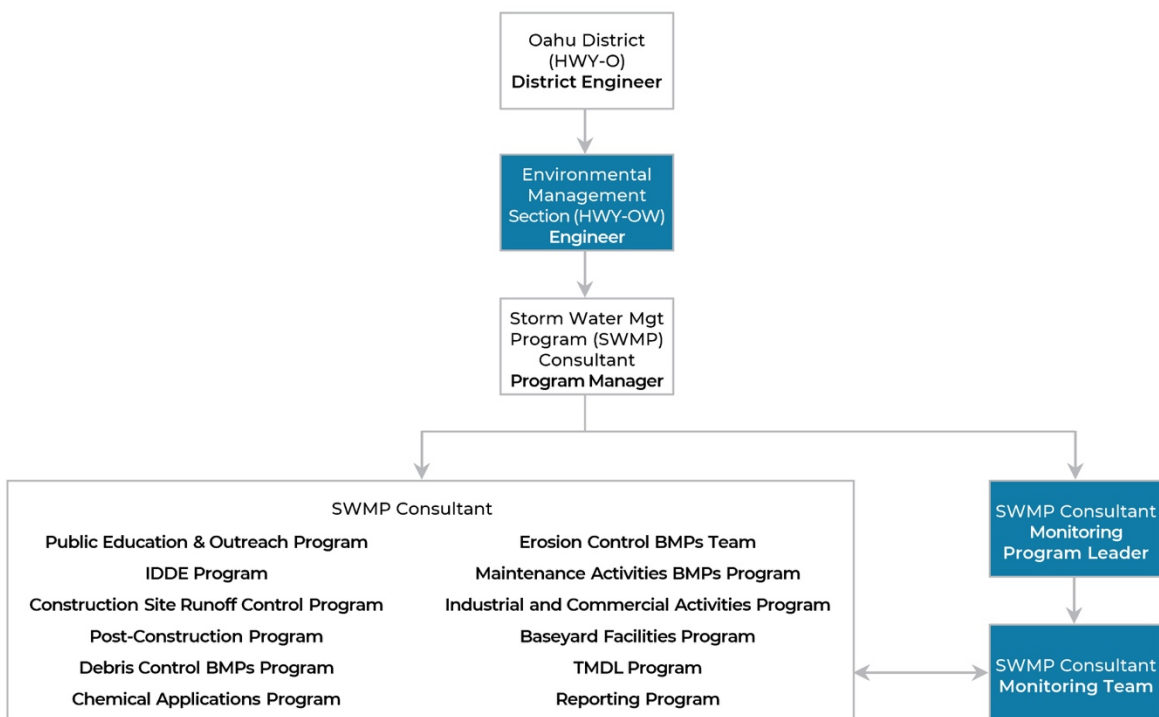 Oahu District
(HWY-O)
District Engineer
Environmental
Management
Section (HWY-OW)
Engineer
Storm Water Mgt
Program (SWMP)
Consultant
Program Manager
SWMP Consultant
Public Education & Outreach Program
IDDE Program
Construction Site Runoff Control Program
Post-Construction Program
Debris Control BMPs Program
Chemical Applications Program
Erosion Control BMPs Team
Maintenance Activities BMPs Program
Industrial and Commercial Activities Program
Baseyard Facilities Program
TMDL Program
Reporting Program
SWMP Consultant
Monitoring
Program Leader
SWMP Consultant
Monitoring Team